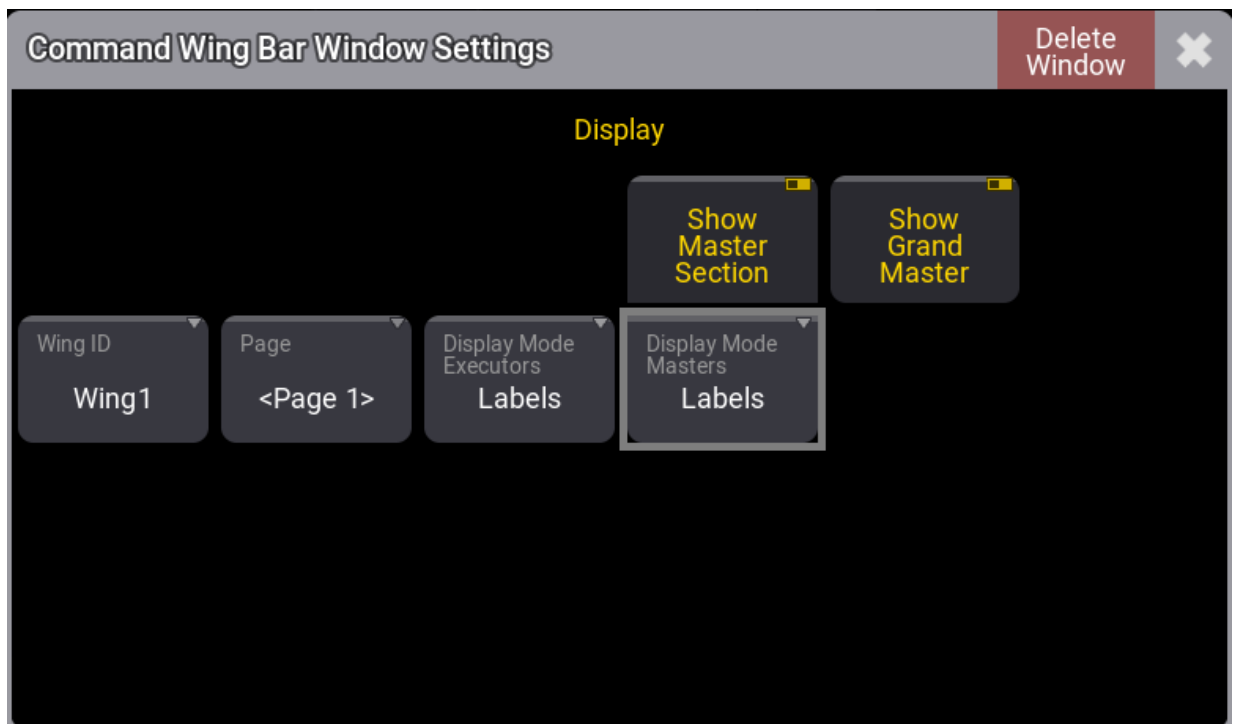 Command Wing Bar Window Settings
Delete
Window
Display
Show
Master
Section
Show
Grand
Master
Wing ID
Wing1
Page
<Page 1>
Display Mode
Executors
Labels
Display Mode
Masters
Labels